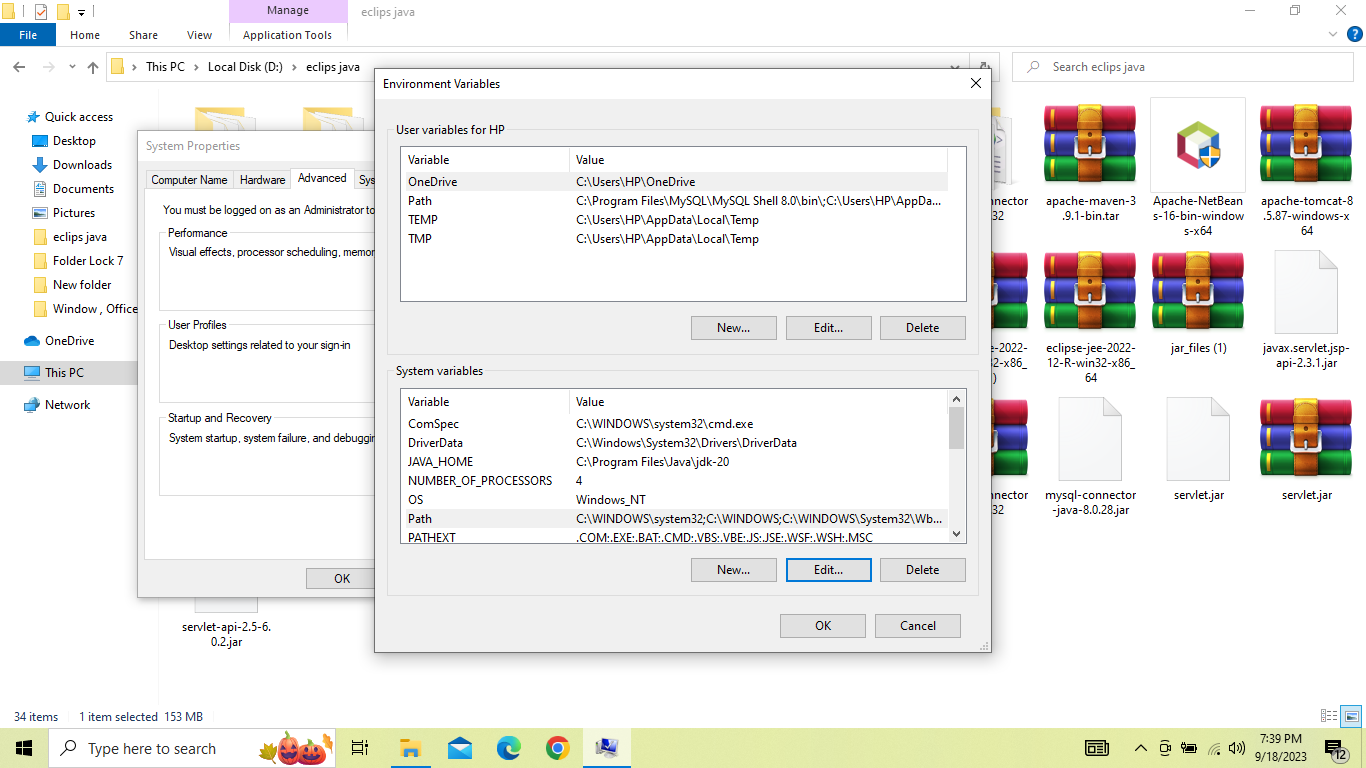 Manage
eclips java
File
Home
Share
View
Application Tools
This PC
Local Disk (D:)
eclips java
Search eclips java
Quick access
Desktop
Downloads
Documents
Pictures
eclips java
Folder Lock 7
New folder
Window , Office
OneDrive
This PC
Network
System Properties
Computer Name
Hardware
Advanced
Sys
You must be logged on as an Administrator to
Performance
Visual effects, processor scheduling, memor
User Profiles
Desktop settings related to your sign-in
Startup and Recovery
System startup, system failure, and debuggin
OK
Environment Variables
User variables for HP
Variable
Value
OneDrive
C:\Users\HP\OneDrive
Path
C:\Program Files\MySQL\MySQL Shell 8.0\bin\;C:\Users\HP\AppDa...
TEMP
C:\Users\HP\AppData\Local\Temp
TMP
C:\Users\HP\AppData\Local\Temp
New...
Edit...
Delete
System variables
Variable
Value
ComSpec
C:\WINDOWS\system32\cmd.exe
DriverData
C:\Windows\System32\Drivers\DriverData
JAVA_HOME
C:\Program Files\Java\jdk-20
NUMBER_OF_PROCESSORS
4
OS
Windows_NT
Path
C:\WINDOWS\system32;C:\WINDOWS;C:\WINDOWS\System32\Wb...
PATHEXT
.COM;.EXE;.BAT;.CMD;.VBS;.VBE;.JS;.JSE;.WSF;.WSH;.MSC
New...
Edit...
Delete
OK
Cancel
nnector
32
apache-maven-3
.9.1-bin.tar
Apache-NetBean
s-16-bin-window
s-x64
apache-tomcat-8
.5.87-windows-x
64
e-2022-
32-x86_
)
eclipse-jee-2022-
12-R-win32-x86_
64
jar_files (1)
javax.servlet.jsp-
api-2.3.1.jar
nnector
32
mysql-connector
-java-8.0.28.jar
servlet.jar
servlet.jar
servlet-api-2.5-6.
0.2.jar
34 items
1 item selected 153 MB
Type here to search
7:39 PM
9/18/2023
12